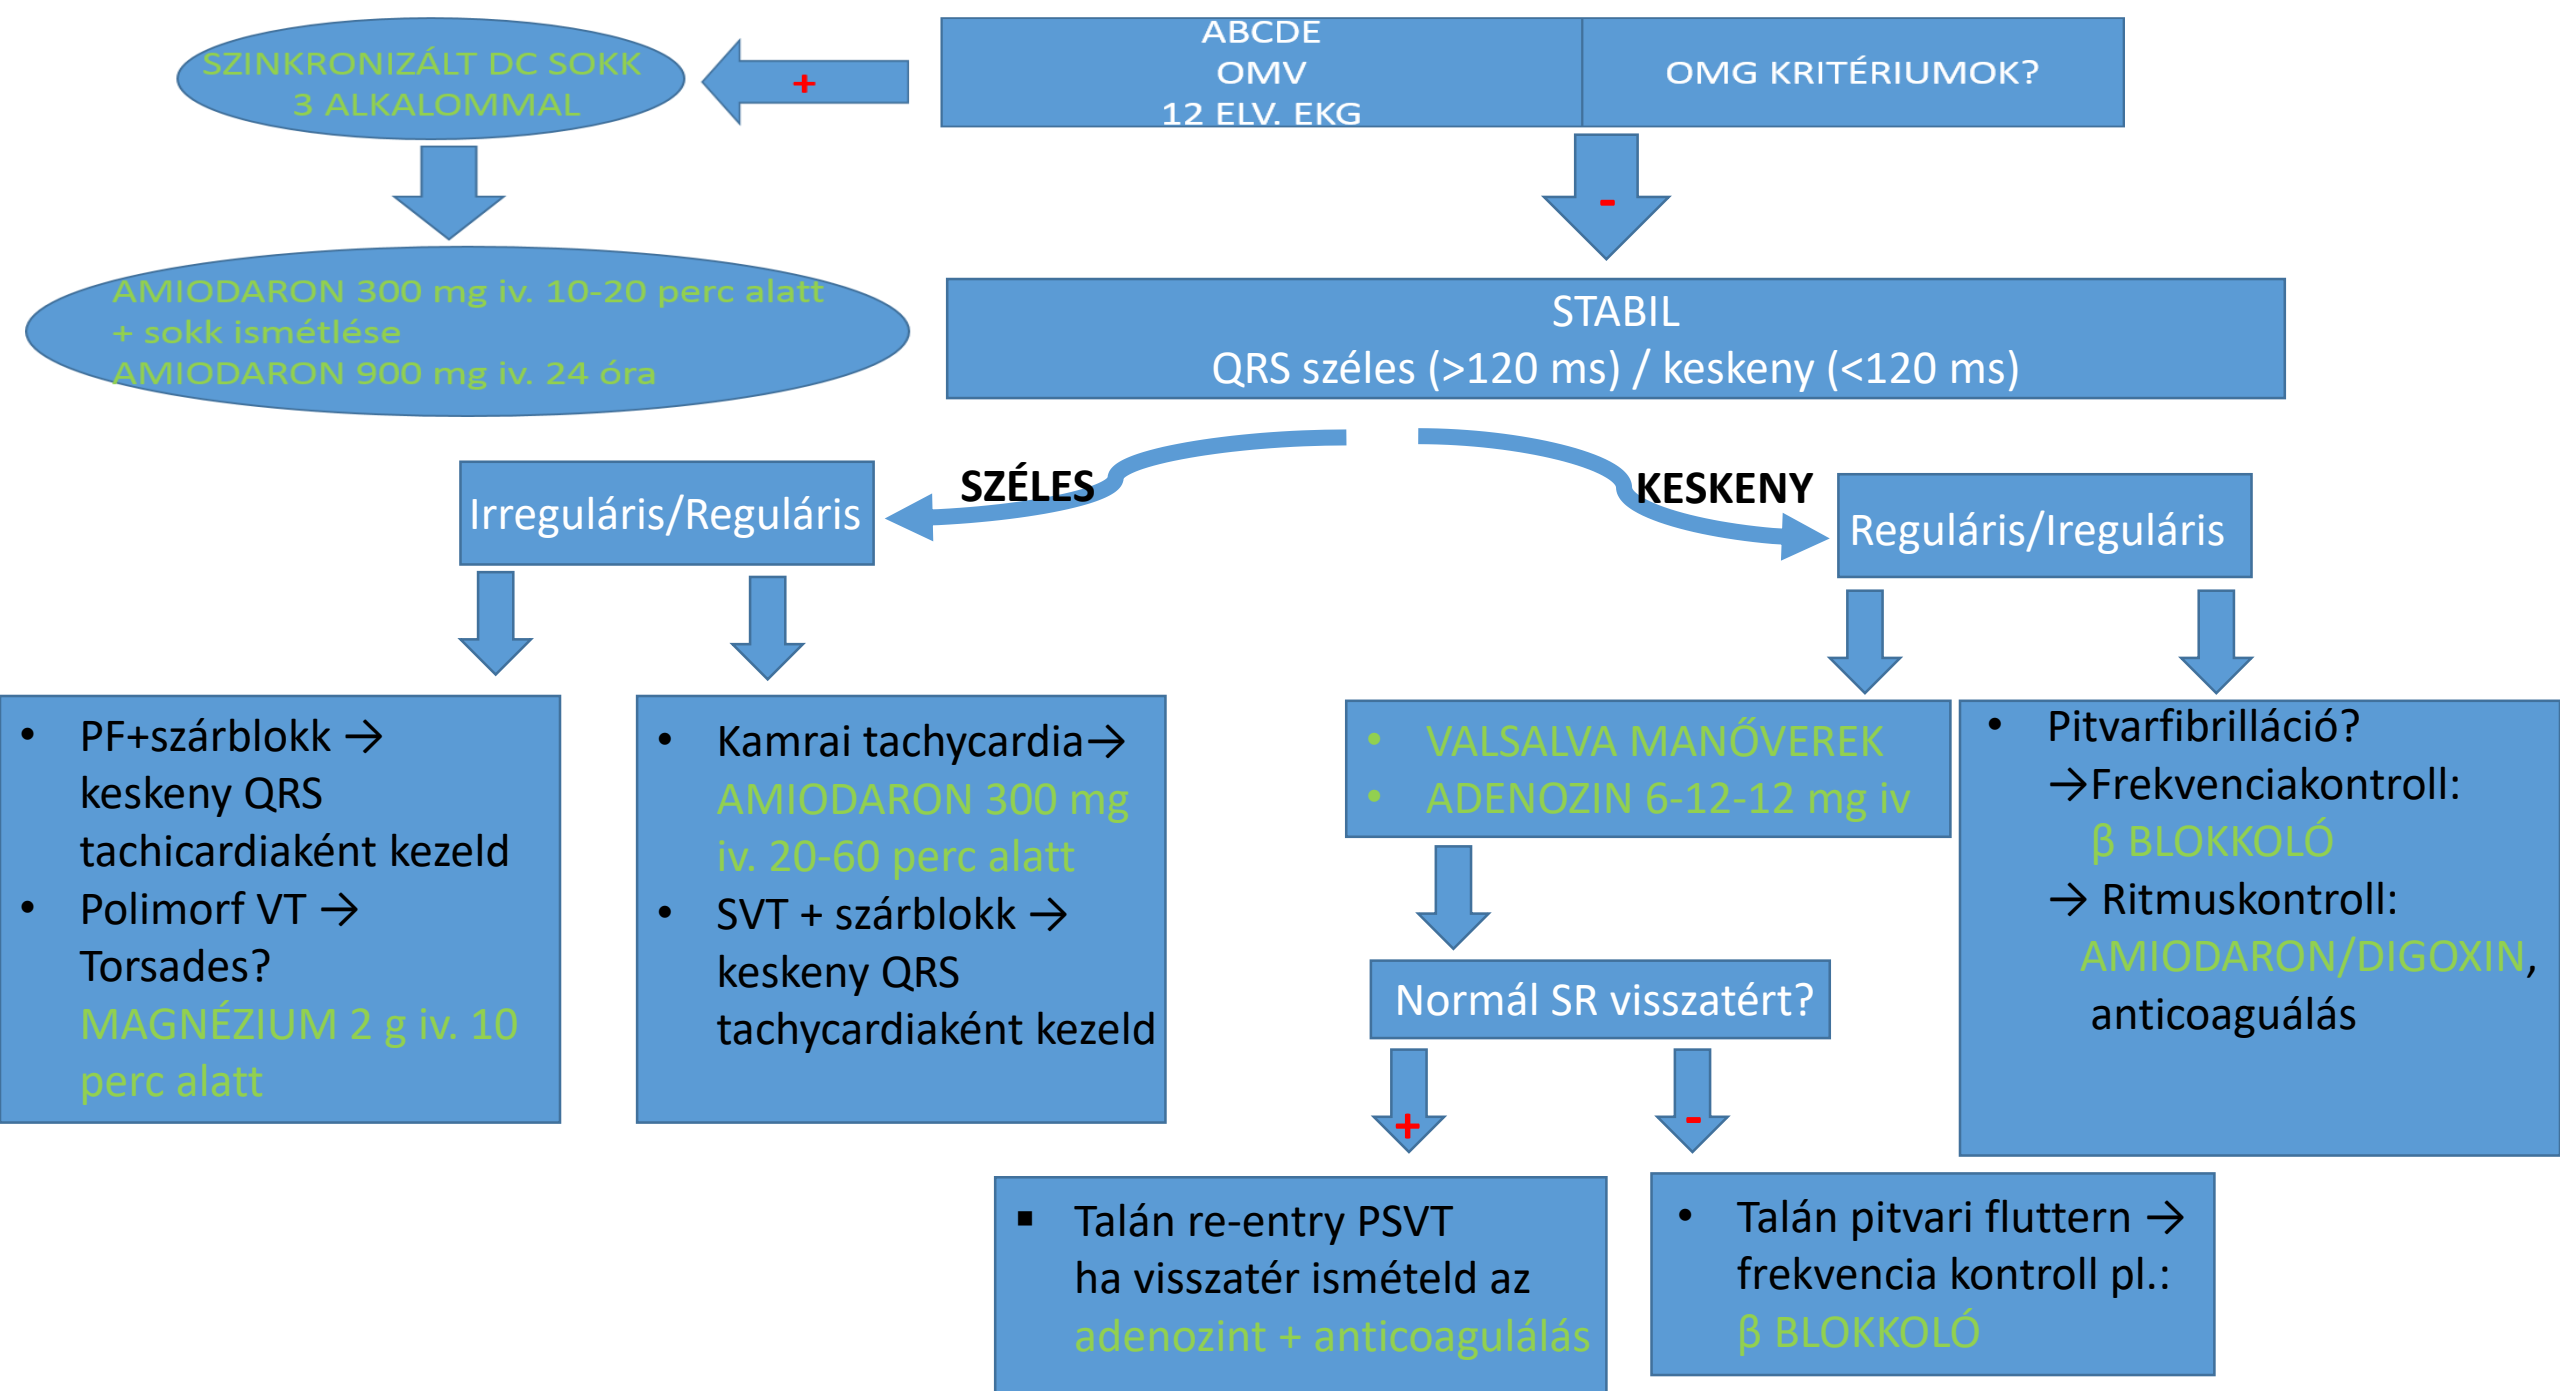 SZINKRONIZÁLT DC SOKK
3 ALKALOMMAL
+
ABCDE
OMV
12 ELV. EKG
OMG KRITÉRIUMOK?
-
AMIODARON 300 mg iv. 10-20 perc alatt
+ sokk ismétlése
AMIODARON 900 mg iv. 24 óra
STABIL
QRS széles (>120 ms) / keskeny (<120 ms)
SZÉLES
KESKENY
Irreguláris/Reguláris
Reguláris/Ireguláris
• PF+szárblokk →
keskeny QRS
tachicardiaként kezeld
• Polimorf VT →
Torsades?
MAGNÉZIUM 2 g iv. 10
perc alatt
• Kamrai tachycardia→
AMIODARON 300 mg
iv. 20-60 perc alatt
• SVT + szárblokk →
keskeny QRS
tachycardiaként kezeld
• VALSALVA MANŐVEREK
• ADENOZIN 6-12-12 mg iv
• Pitvarfibrilláció?
→Frekvenciakontroll:
β BLOKKOLÓ
→ Ritmuskontroll:
AMIODARON/DIGOXIN,
anticoaguálás
Normál SR visszatért?
+
-
▪ Talán re-entry PSVT
ha visszatér ismételd az
adenozint + anticoagulálás
• Talán pitvari fluttern →
frekvencia kontroll pl.:
β BLOKKOLÓ